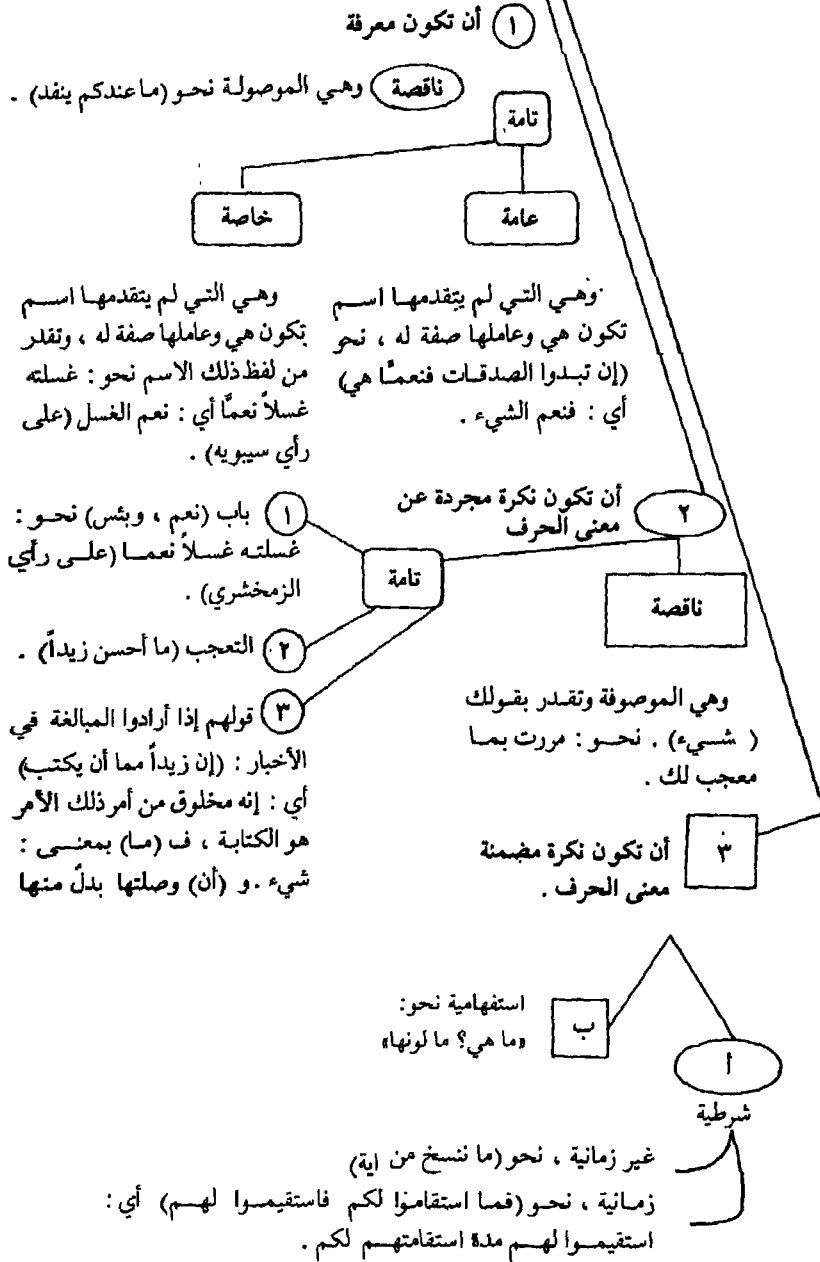 ١ أن تكون معرفة
ناقصة وهي الموصولة نحو (ما عندكم ينفد) .
تامة
عامة
خاصة
وهي التي لم يتقدمها اسم
تكون هي وعاملها صفة له ، نحو
(إن تبدوا الصدقات فنعمّا هي)
أي : فنعم الشيء .
وهي التي لم يتقدمها اسم
تكون هي وعاملها صفة له ، وتقدر
من لفظ ذلك الاسم نحو : غسلته
غسلاً نعمّا أي : نعم الغسل (على
رأي سيبويه) .
٢ أن تكون نكرة مجردة عن
معنى الحرف
ناقصة
وهي الموصوفة وتقدر بقولك
( شيء) . نحو : مررت بما
معجب لك .
تامة
١ باب (نعم ، وبئس) نحو :
غسلته غسلاً نعما (على رأي
الزمخشري) .
٢ التعجب (ما أحسن زيداً) .
٣ قولهم إذا أرادوا المبالغة في
الأخبار : (إن زيداً مما أن يكتب)
أي : إنه مخلوق من أمر ذلك الأمر
هو الكتابة ، ف (ما) بمعنى :
شيء . و (أن) وصلتها بدلٌ منها
٣ أن تكون نكرة مضمنة
معنى الحرف .
أ
شرطية
ب
استفهامية نحو:
«ما هي؟ ما لونها»
غير زمانية ، نحو (ما ننسخ من اية)
زمانية ، نحو (فما استقاموا لكم فاستقيموا لهم) أي :
استقيموا لهم مدة استقامتهم لكم .